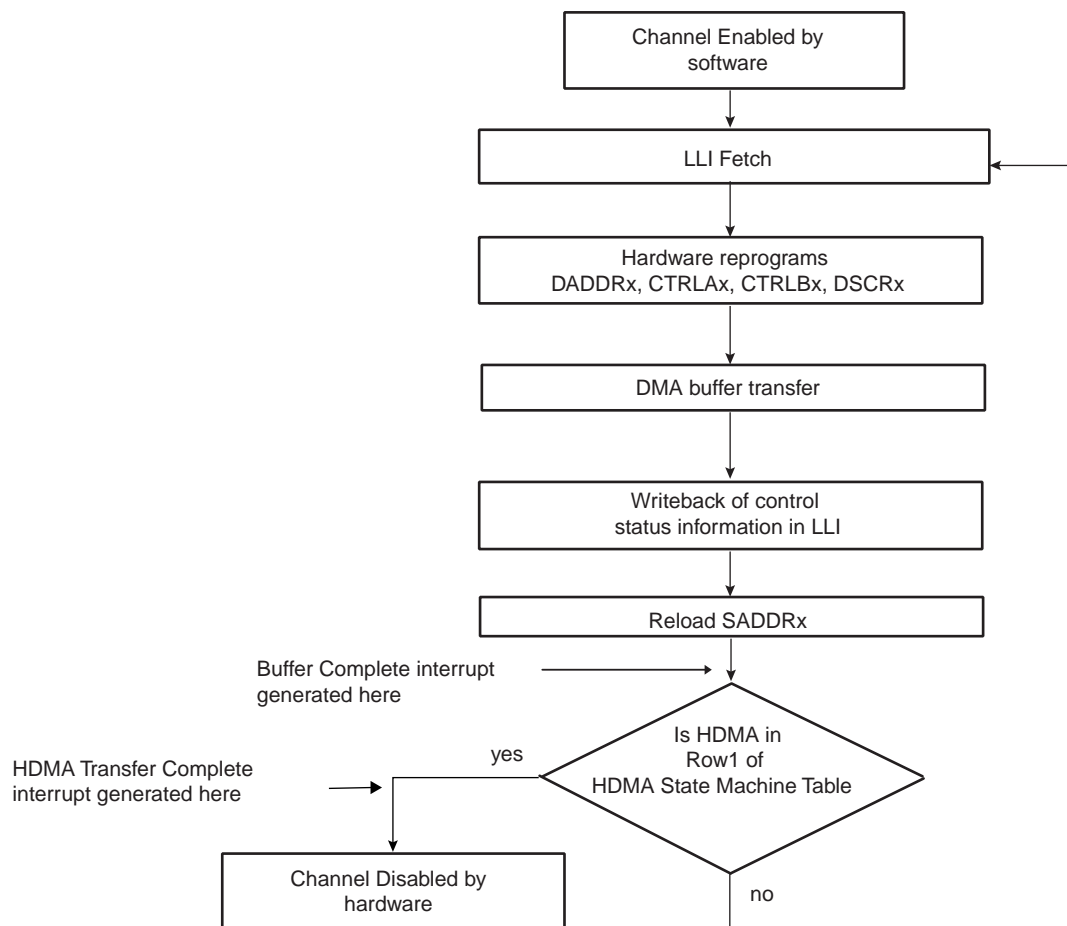 Channel Enabled by
software
LLI Fetch
Hardware reprograms
DADDRx, CTRLAx, CTRLBx, DSCRx
DMA buffer transfer
Writeback of control
status information in LLI
Reload SADDRx
Buffer Complete interrupt
generated here
Is HDMA in
Row1 of
HDMA State Machine Table
yes
HDMA Transfer Complete
interrupt generated here
Channel Disabled by
hardware
no